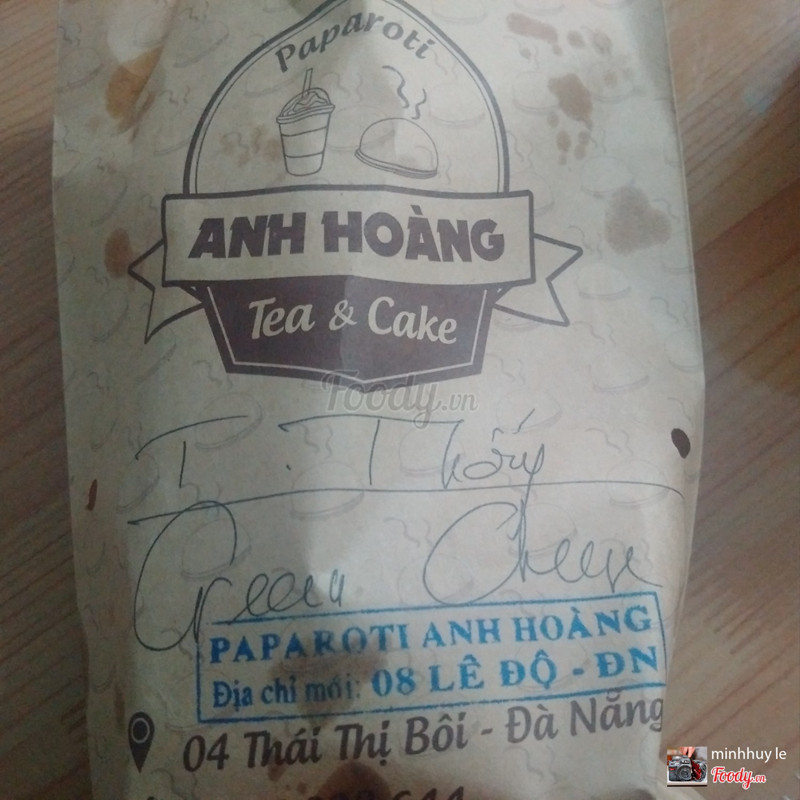 Paparoti
ANH HOÀNG
Tea & Cake
Foody.vn
Cream Cheese
PAPAROTI ANH HOÀNG
Địa chỉ mới: 08 LÊ ĐỘ - ĐN
04 Thái Thị Bôi - Đà Nẵng
minhhuy le
Foody.vn